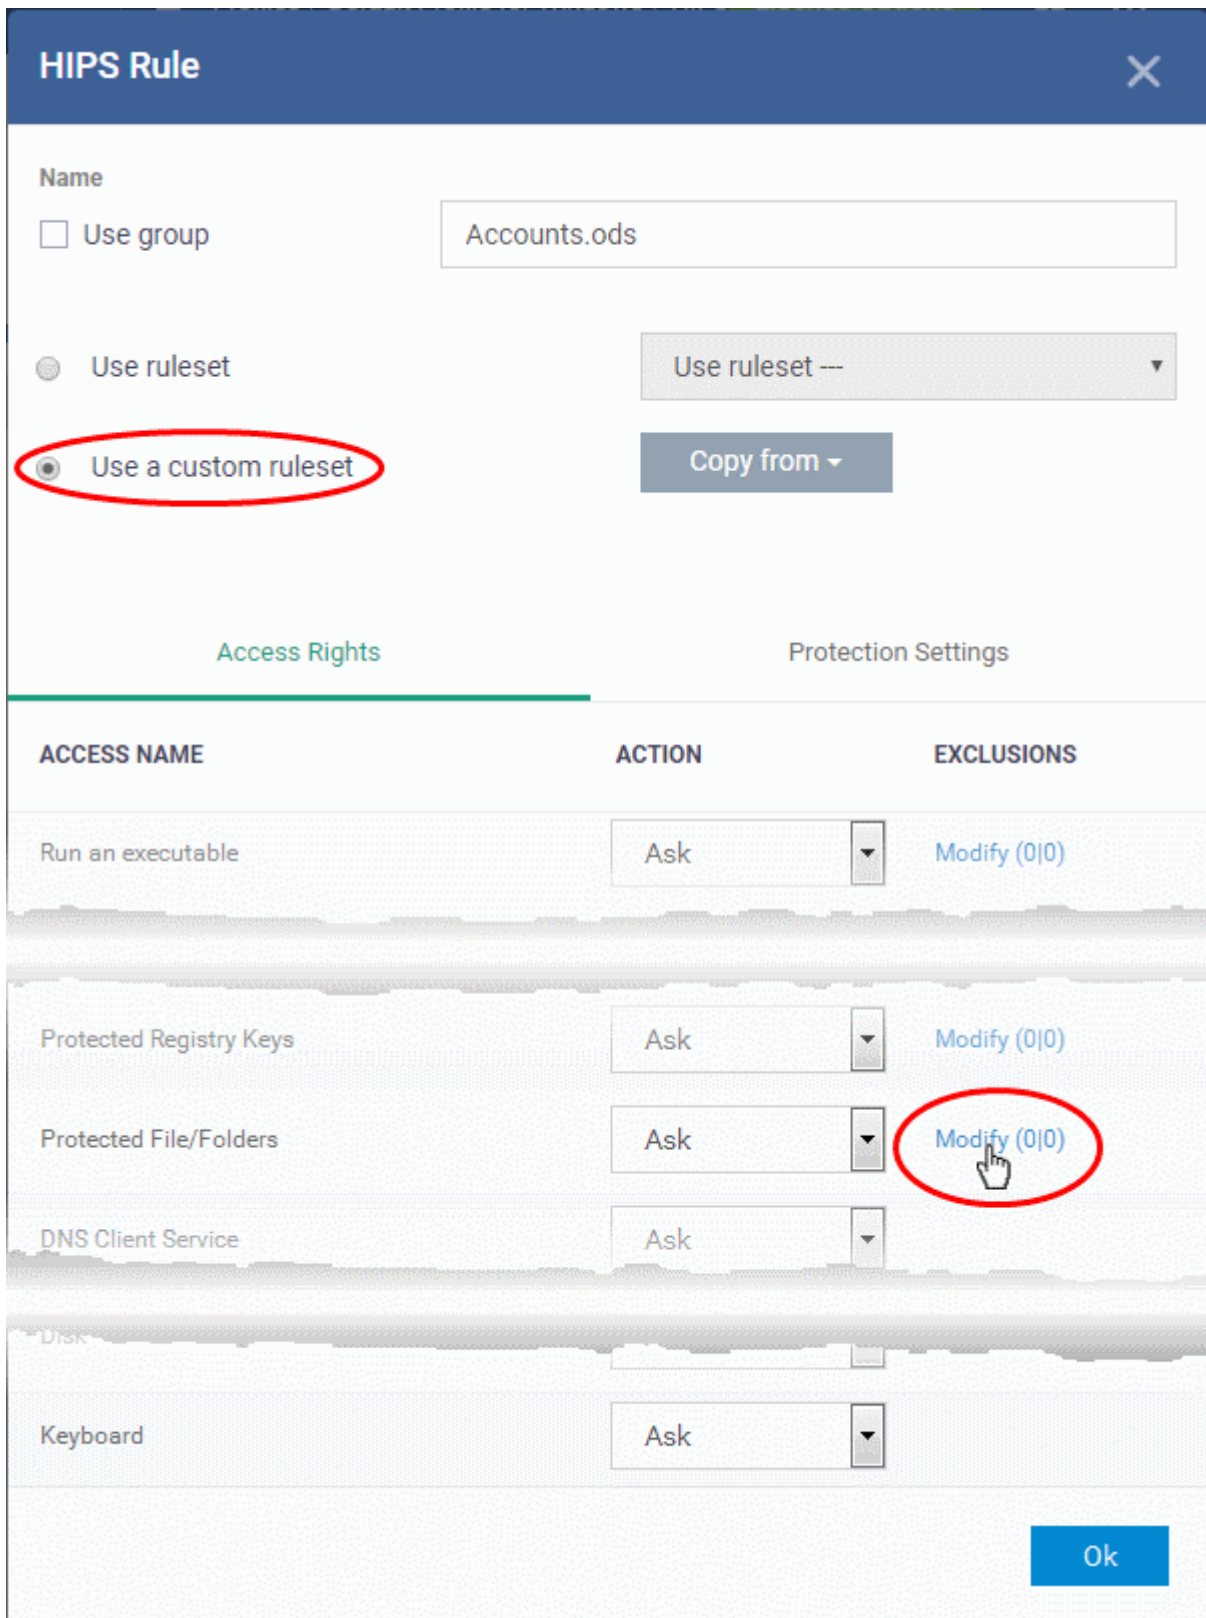 HIPS Rule
Name
Use group
Accounts.ods
Use ruleset
Use ruleset ---
Use a custom ruleset
Copy from
Access Rights
Protection Settings
ACCESS NAME ACTION EXCLUSIONS
Run an executable Ask Modify (0|0)
Protected Registry Keys Ask Modify (0|0)
Protected File/Folders Ask Modify (0|0)
DNS Client Service Ask
Disk
Keyboard Ask
Ok